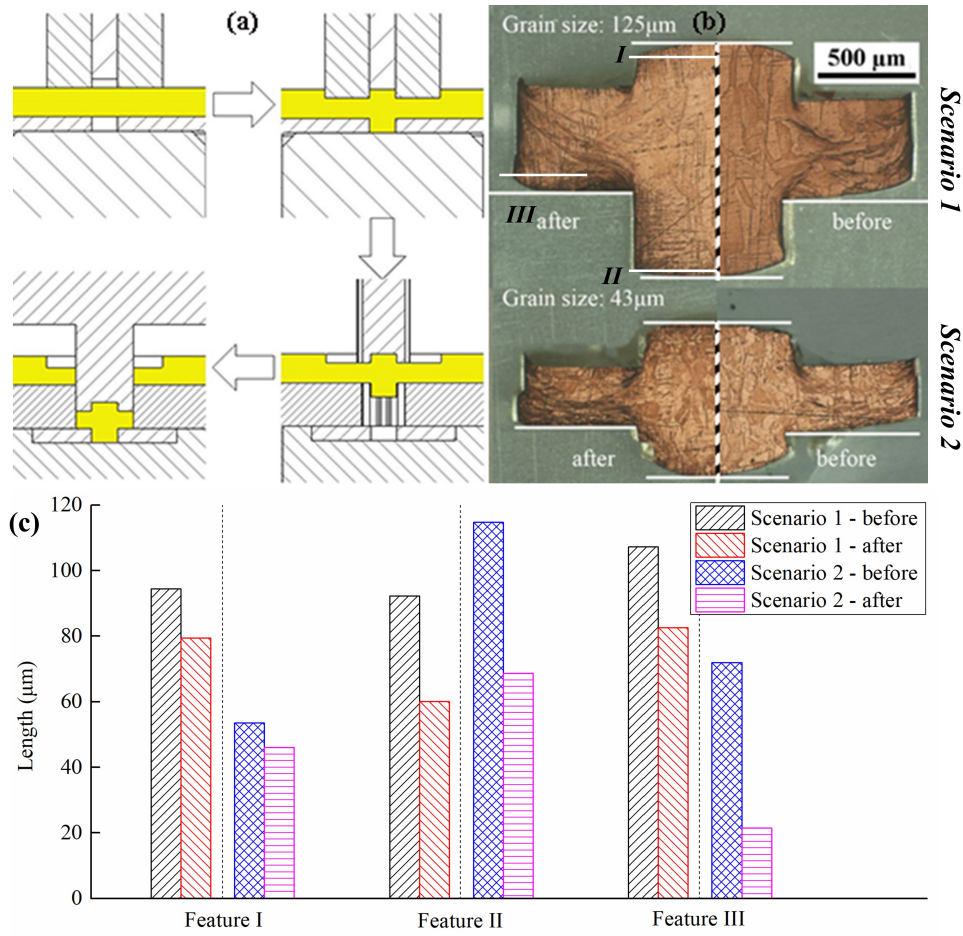 (a)
(b)
Grain size: 125μm
I
500 μm
Scenario 1
III
after
before
II
Grain size: 43μm
Scenario 2
after
before
(c)
120
100
80
60
40
20
0
Length (μm)
Scenario 1 - before
Scenario 1 - after
Scenario 2 - before
Scenario 2 - after
Feature I
Feature II
Feature III